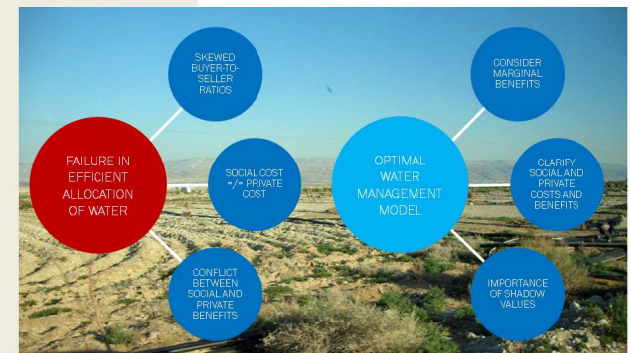 SKEWED
BUYER-TO-
SELLER
RATIOS
FAILURE IN
EFFICIENT
ALLOCATION
OF WATER
SOCIAL COST
=/= PRIVATE
COST
CONFLICT
BETWEEN
SOCIAL AND
PRIVATE
BENEFITS
CONSIDER
MARGINAL
BENEFITS
OPTIMAL
WATER
MANAGEMENT
MODEL
CLARIFY
SOCIAL AND
PRIVATE
COSTS AND
BENEFITS
IMPORTANCE
OF SHADOW
VALUES